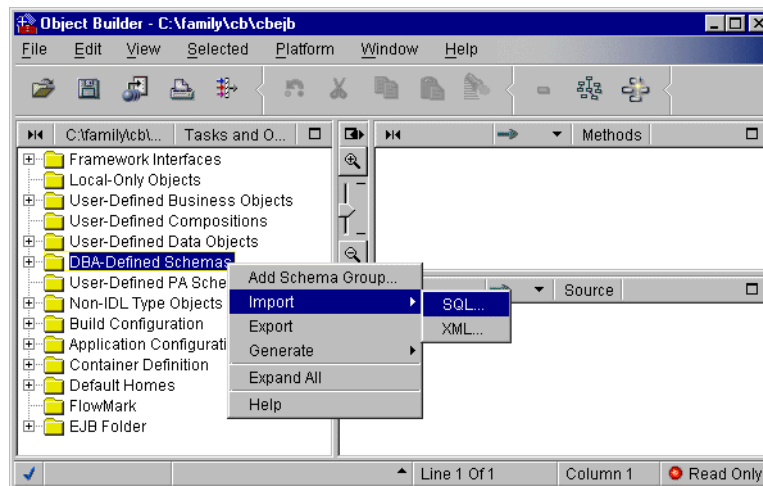 Object Builder - C:\family\cb\cbejb
File Edit View Selected Platform Window Help
C:\family\cb\... Tasks and O... Methods
Framework Interfaces
Local-Only Objects
User-Defined Business Objects
User-Defined Compositions
User-Defined Data Objects
DBA-Defined Schemas
User-Defined PA Sche
Non-IDL Type Objects
Build Configuration
Application Configurati
Container Definition
Default Homes
FlowMark
EJB Folder
Add Schema Group...
Import
Export
Generate
Expand All
Help
SQL...
XML...
Source
Line 1 Of 1 Column 1 Read Only